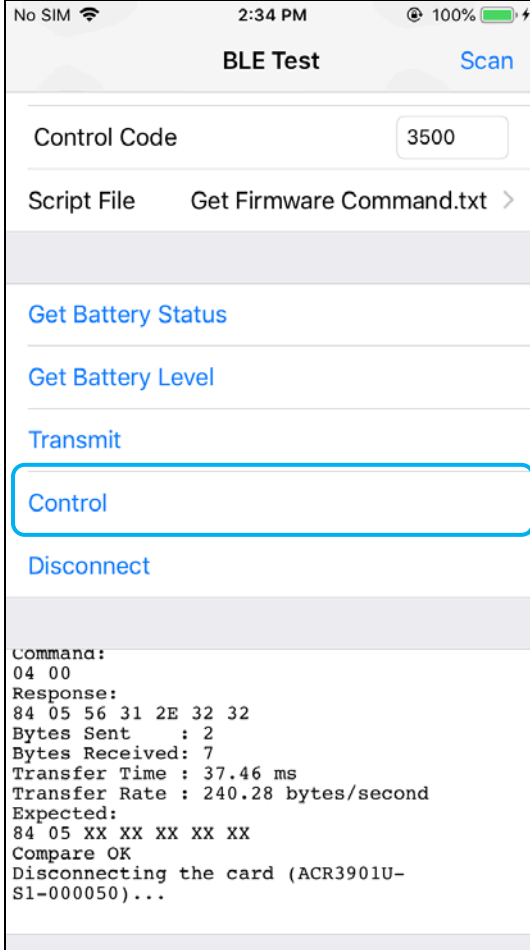 No SIM 2:34 PM 100%
BLE Test Scan
Control Code 3500
Script File Get Firmware Command.txt
Get Battery Status
Get Battery Level
Transmit
Control
Disconnect
Command:
04 00
Response:
84 05 56 31 2E 32 32
Bytes Sent    : 2
Bytes Received: 7
Transfer Time : 37.46 ms
Transfer Rate : 240.28 bytes/second
Expected:
84 05 XX XX XX XX XX
Compare OK
Disconnecting the card (ACR3901U-
S1-000050)...